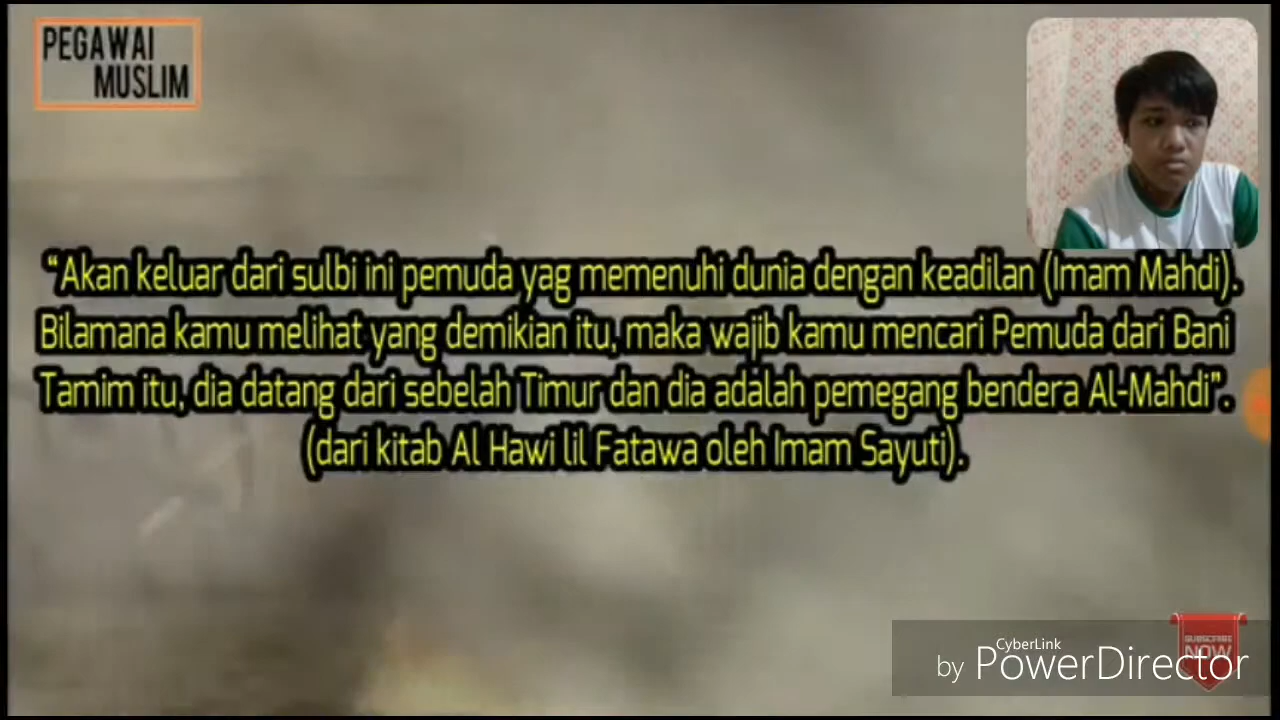 PEGAWAI
MUSLIM
“Akan keluar dari sulbi ini pemuda yag memenuhi dunia dengan keadilan (Imam Mahdi).
Bilamana kamu melihat yang demikian itu, maka wajib kamu mencari Pemuda dari Bani
Tamim itu, dia datang dari sebelah Timur dan dia adalah pemegang bendera Al-Mahdi”.
(dari kitab Al Hawi lil Fatawa oleh Imam Sayuti).
SUBSCRIBE
NOW
CyberLink
by PowerDirector